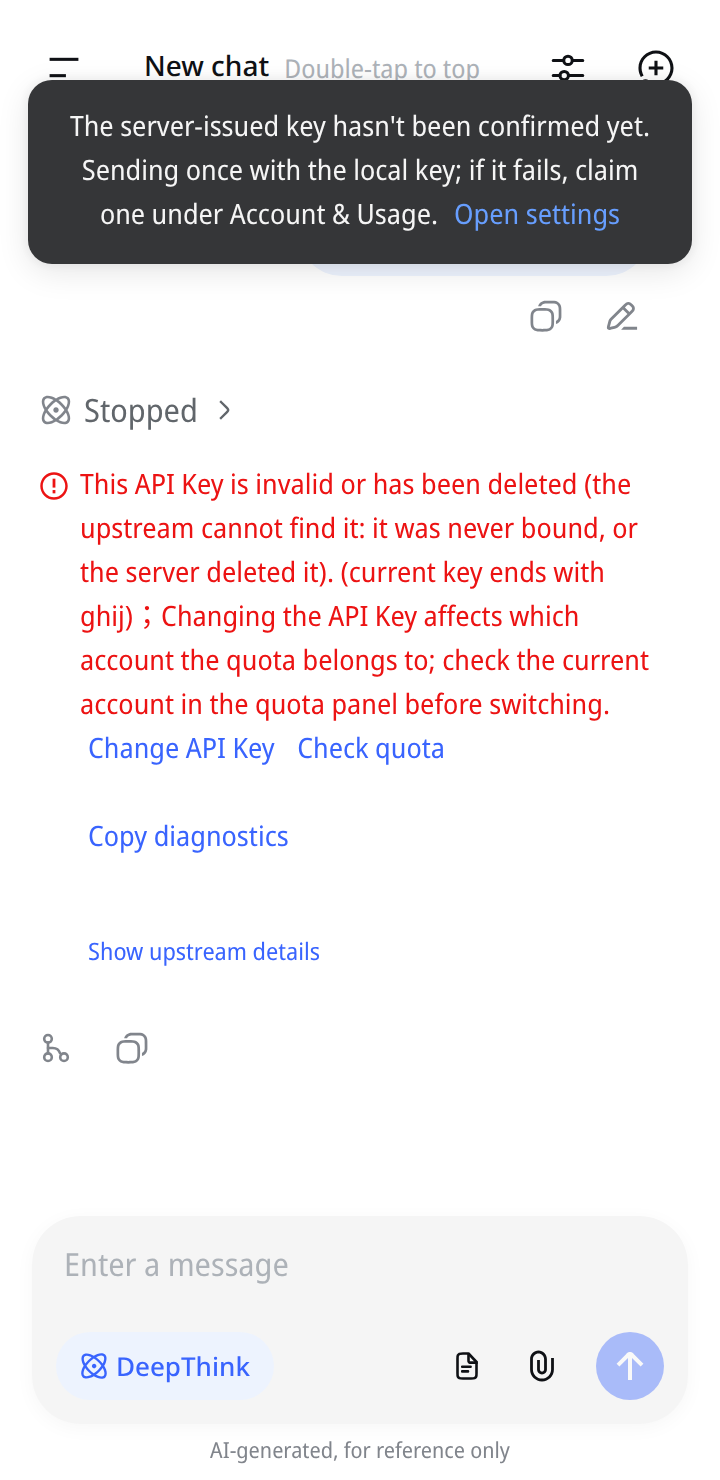 New chat Double-tap to top
The server-issued key hasn't been confirmed yet.
Sending once with the local key; if it fails, claim
one under Account & Usage. Open settings
Stopped
This API Key is invalid or has been deleted (the
upstream cannot find it: it was never bound, or
the server deleted it). (current key ends with
ghij)；Changing the API Key affects which
account the quota belongs to; check the current
account in the quota panel before switching.
Change API Key Check quota
Copy diagnostics
Show upstream details
Enter a message
DeepThink
AI-generated, for reference only